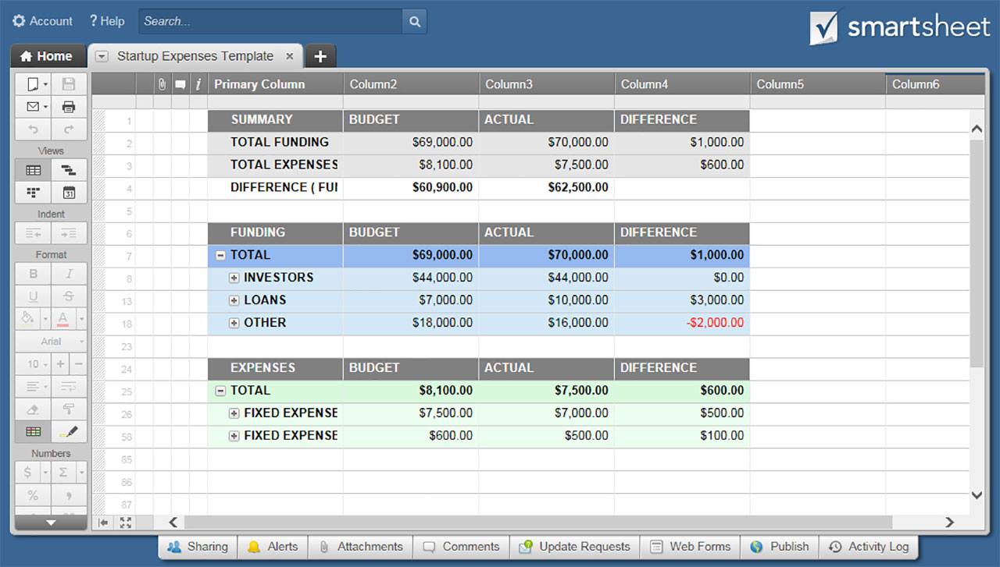 Account ? Help Search...
smartsheet
Home Startup Expenses Template × +
i Primary Column Column2 Column3 Column4 Column5 Column6
1 SUMMARY BUDGET ACTUAL DIFFERENCE
2 TOTAL FUNDING $69,000.00 $70,000.00 $1,000.00
Views
3 TOTAL EXPENSES $8,100.00 $7,500.00 $600.00
4 DIFFERENCE ( FUN $60,900.00 $62,500.00
31
5
Indent
6 FUNDING BUDGET ACTUAL DIFFERENCE
Format
7 TOTAL $69,000.00 $70,000.00 $1,000.00
B I
8 INVESTORS $44,000.00 $44,000.00 $0.00
U S
13 LOANS $7,000.00 $10,000.00 $3,000.00
A
18 OTHER $18,000.00 $16,000.00 -$2,000.00
Arial
23
10 + −
24 EXPENSES BUDGET ACTUAL DIFFERENCE
25 TOTAL $8,100.00 $7,500.00 $600.00
26 FIXED EXPENSE $7,500.00 $7,000.00 $500.00
58 FIXED EXPENSE $600.00 $500.00 $100.00
Numbers
85
$ Σ
86
% ,
87
Sharing Alerts Attachments Comments Update Requests Web Forms Publish Activity Log